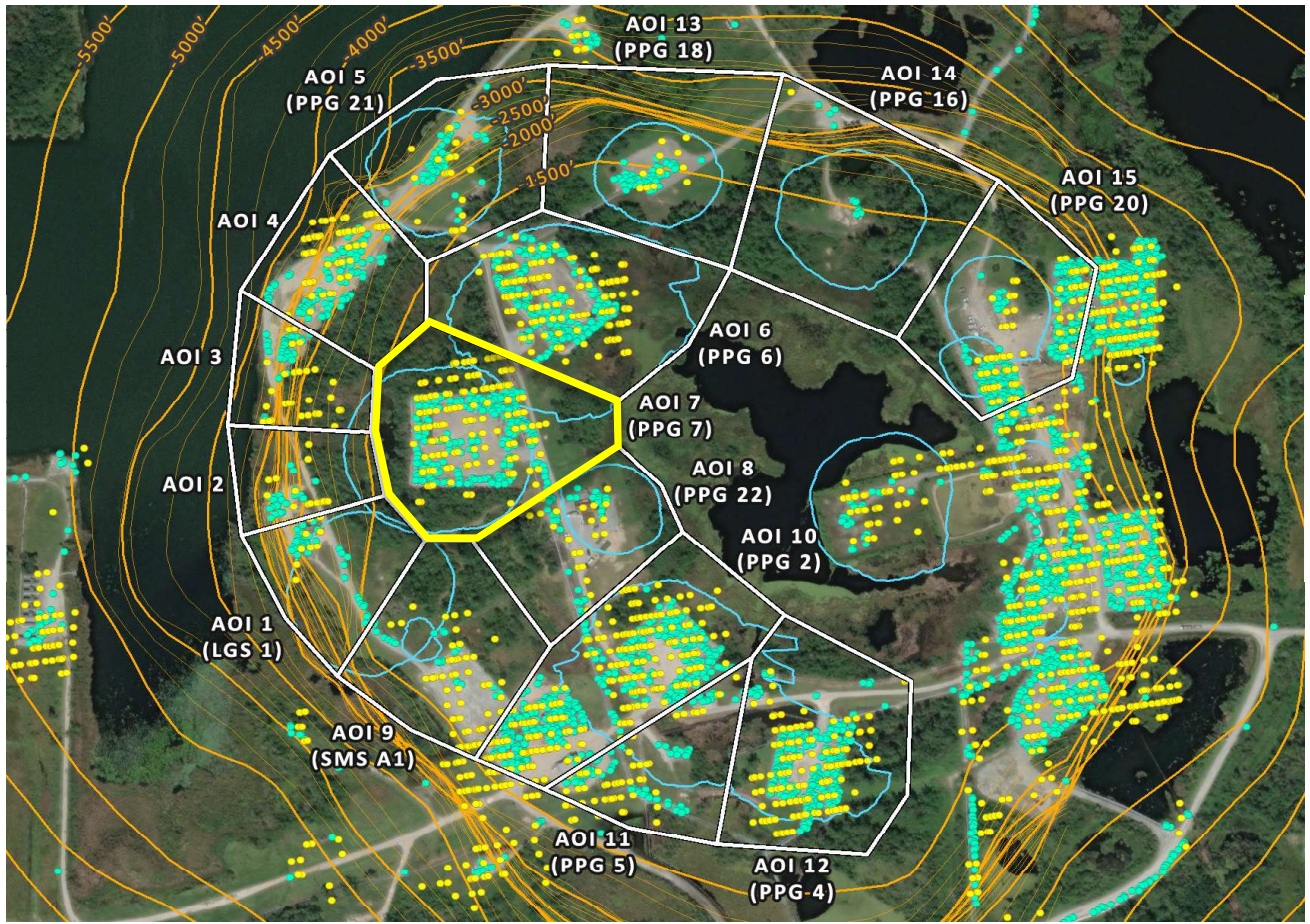 -5500'
-5000'
-4500'
-4000'
-3500'
-3000'
-2500'
-2000'
-1500'
AOI 13
(PPG 18)
AOI 14
(PPG 16)
AOI 5
(PPG 21)
AOI 15
(PPG 20)
AOI 4
AOI 3
AOI 6
(PPG 6)
AOI 7
(PPG 7)
AOI 2
AOI 8
(PPG 22)
AOI 10
(PPG 2)
AOI 1
(LGS 1)
AOI 9
(SMS A1)
AOI 11
(PPG 5)
AOI 12
(PPG 4)